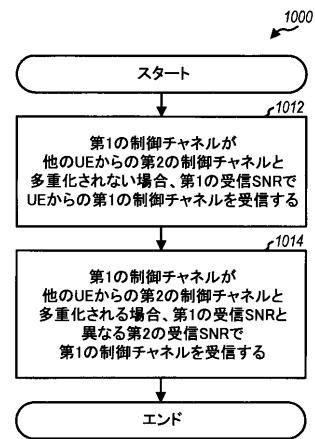 1000
スタート
1012
第1の制御チャネルが
他のUEからの第2の制御チャネルと
多重化されない場合、第1の受信SNRで
UEからの第1の制御チャネルを受信する
1014
第1の制御チャネルが
他のUEからの第2の制御チャネルと
多重化される場合、第1の受信SNRと
異なる第2の受信SNRで
第1の制御チャネルを受信する
エンド